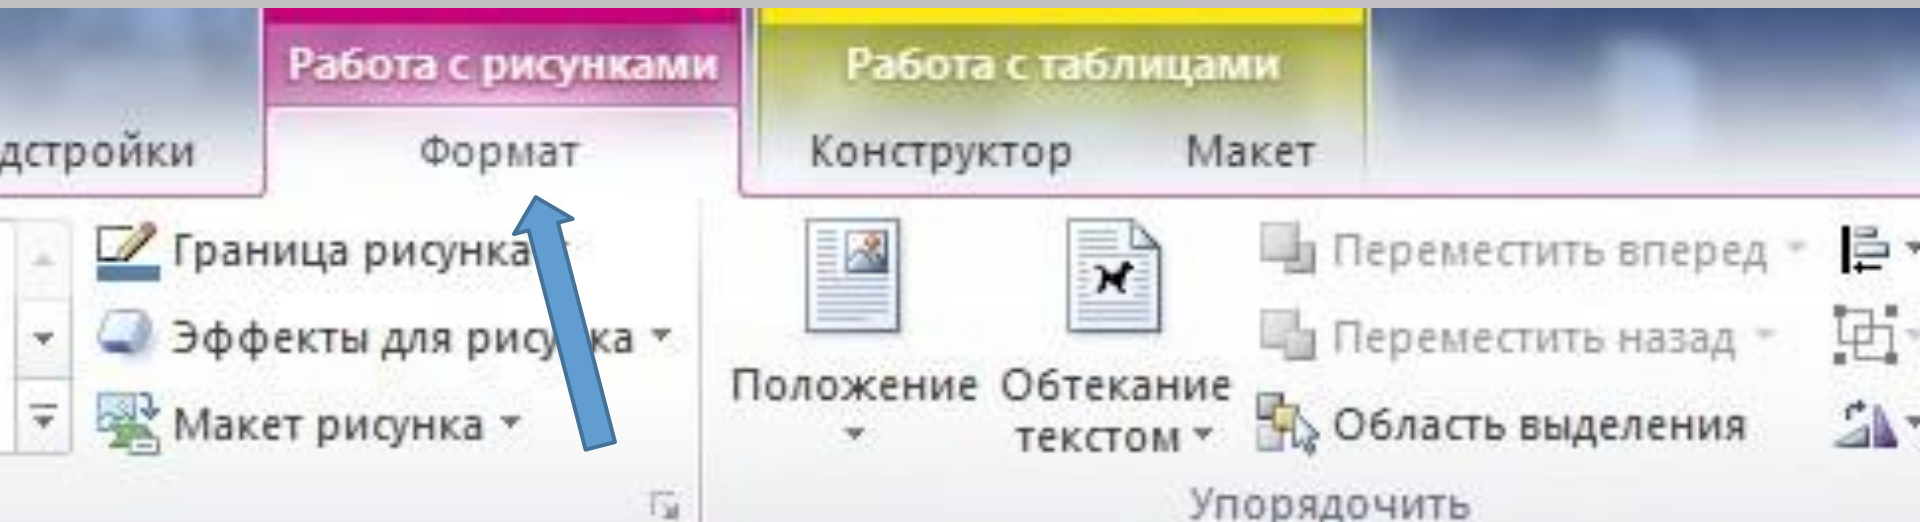 Работа с рисунками
Работа с таблицами
дстройки
Формат
Конструктор
Макет
Граница рисунка
Эффекты для рису ка
Макет рисунка
Положение
Обтекание
текстом
Переместить вперед
Переместить назад
Область выделения
Упорядочить